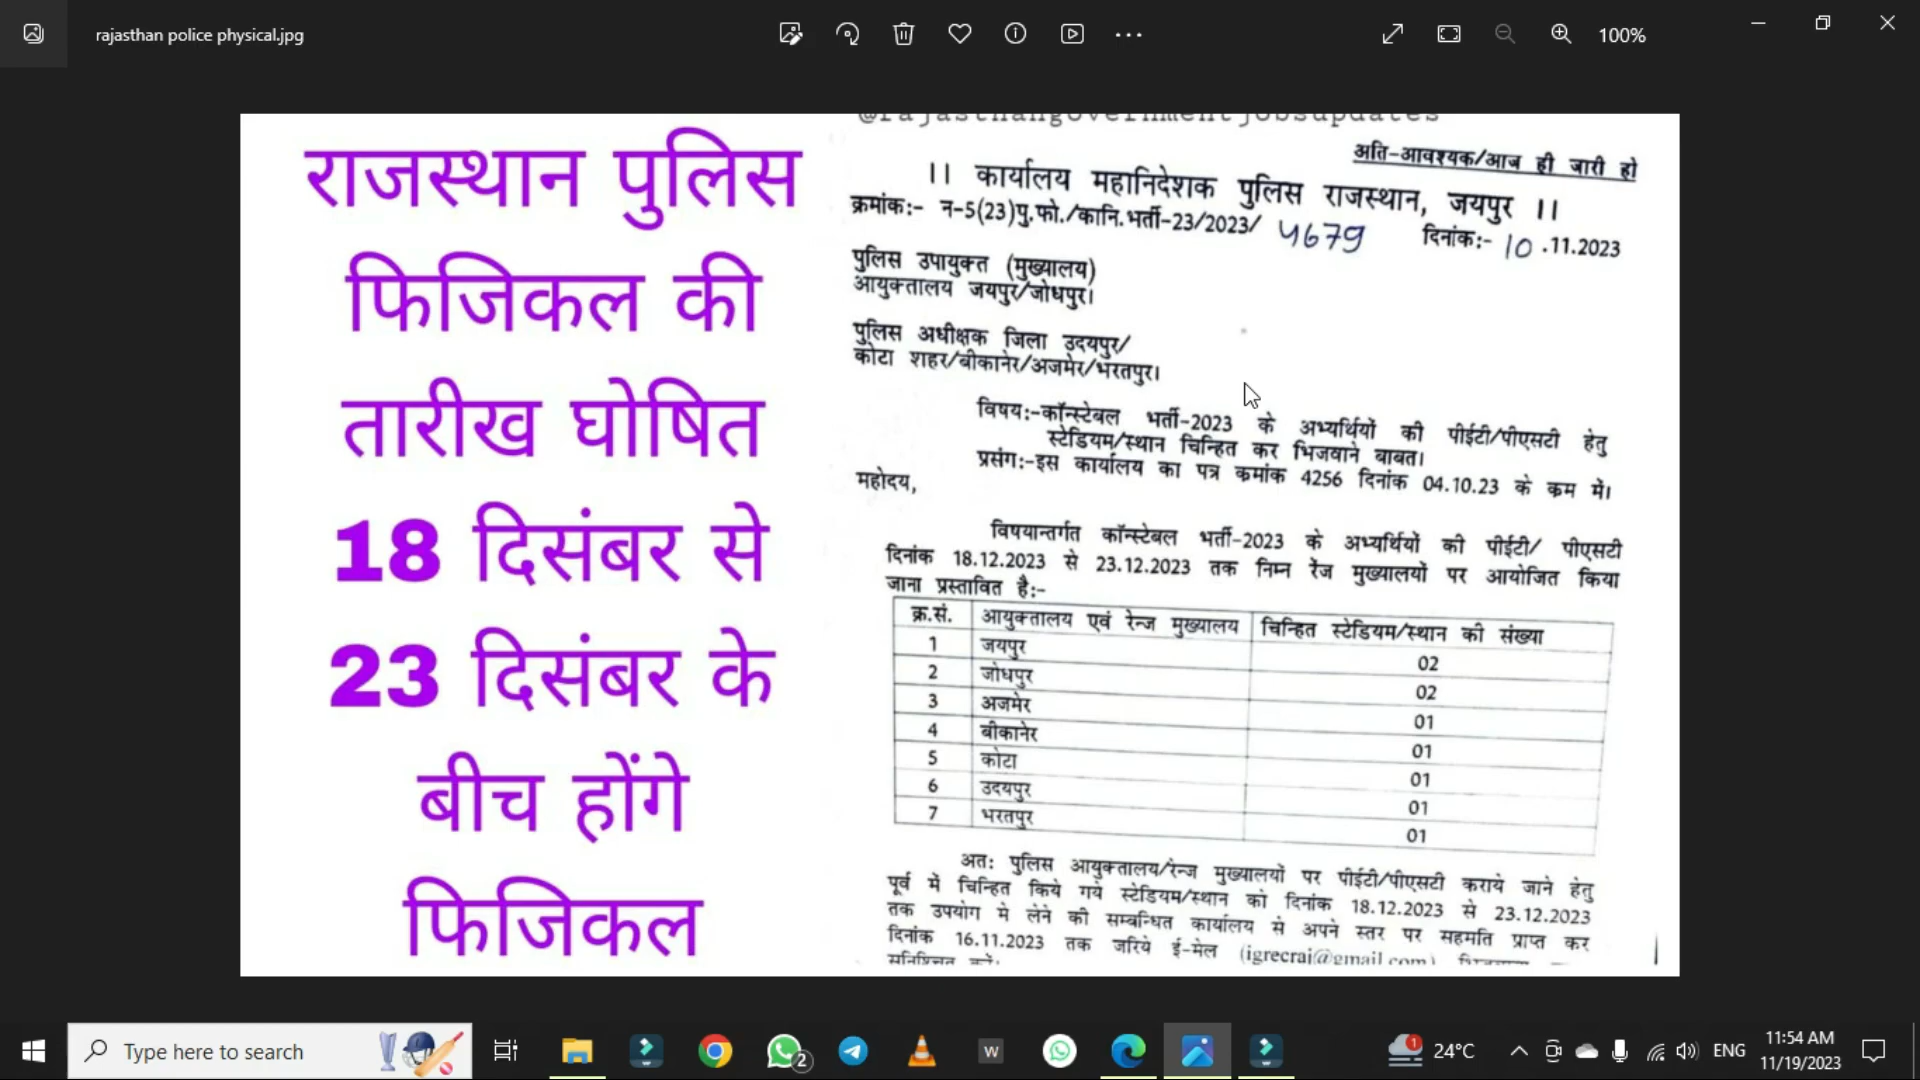 rajasthan police physical.jpg
100%
राजस्थान पुलिस
फिजिकल की
तारीख घोषित
18 दिसंबर से
23 दिसंबर के
बीच होंगे
फिजिकल
@rajasthangovernmentjobsupdates
अति-आवश्यक/आज ही जारी हो
।। कार्यालय महानिदेशक पुलिस राजस्थान, जयपुर ।।
क्रमांक:- न-5(23)पु.फो./कानि.भर्ती-23/2023/ 4679 दिनांक:- 10 .11.2023
पुलिस उपायुक्त (मुख्यालय)
आयुक्तालय जयपुर/जोधपुर।
पुलिस अधीक्षक जिला उदयपुर/
कोटा शहर/बीकानेर/अजमेर/भरतपुर।
विषय:-कॉन्स्टेबल भर्ती-2023 के अभ्यर्थियों की पीईटी/पीएसटी हेतु
स्टेडियम/स्थान चिन्हित कर भिजवाने बाबत।
प्रसंग:-इस कार्यालय का पत्र कमांक 4256 दिनांक 04.10.23 के कम में।
महोदय,
विषयान्तर्गत कॉन्स्टेबल भर्ती-2023 के अभ्यर्थियों की पीईटी/ पीएसटी
दिनांक 18.12.2023 से 23.12.2023 तक निम्न रेंज मुख्यालयों पर आयोजित किया
जाना प्रस्तावित है:-
क्र.सं. आयुक्तालय एवं रेन्ज मुख्यालय चिन्हित स्टेडियम/स्थान की संख्या
1 जयपुर 02
2 जोधपुर 02
3 अजमेर 01
4 बीकानेर 01
5 कोटा 01
6 उदयपुर 01
7 भरतपुर 01
अतः पुलिस आयुक्तालय/रेन्ज मुख्यालयों पर पीईटी/पीएसटी कराये जाने हेतु
पूर्व में चिन्हित किये गये स्टेडियम/स्थान को दिनांक 18.12.2023 से 23.12.2023
तक उपयोग मे लेने की सम्बन्धित कार्यालय से अपने स्तर पर सहमति प्राप्त कर
दिनांक 16.11.2023 तक जरिये ई-मेल (igrecraj@gmail.com)
Type here to search
2
W
1
24°C
ENG
11:54 AM
11/19/2023